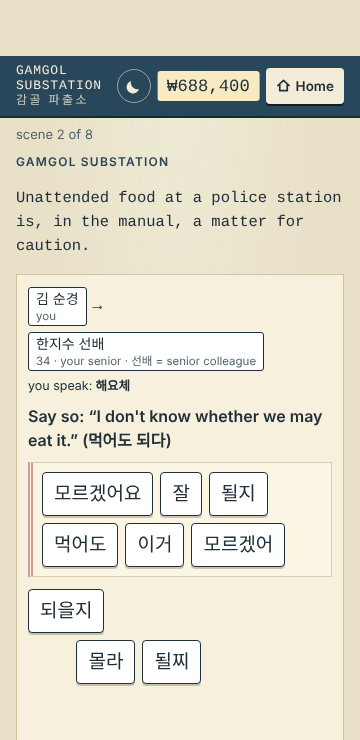 GAMGOL
SUBSTATION
감골 파출소
₩688,400
Home
scene 2 of 8
GAMGOL SUBSTATION
Unattended food at a police station
is, in the manual, a matter for
caution.
김 순경
you
→
한지수 선배
34 · your senior · 선배 = senior colleague
you speak: 해요체
Say so: “I don't know whether we may
eat it.” (먹어도 되다)
모르겠어요 잘 될지
먹어도 이거 모르겠어
되을지
몰라 될찌